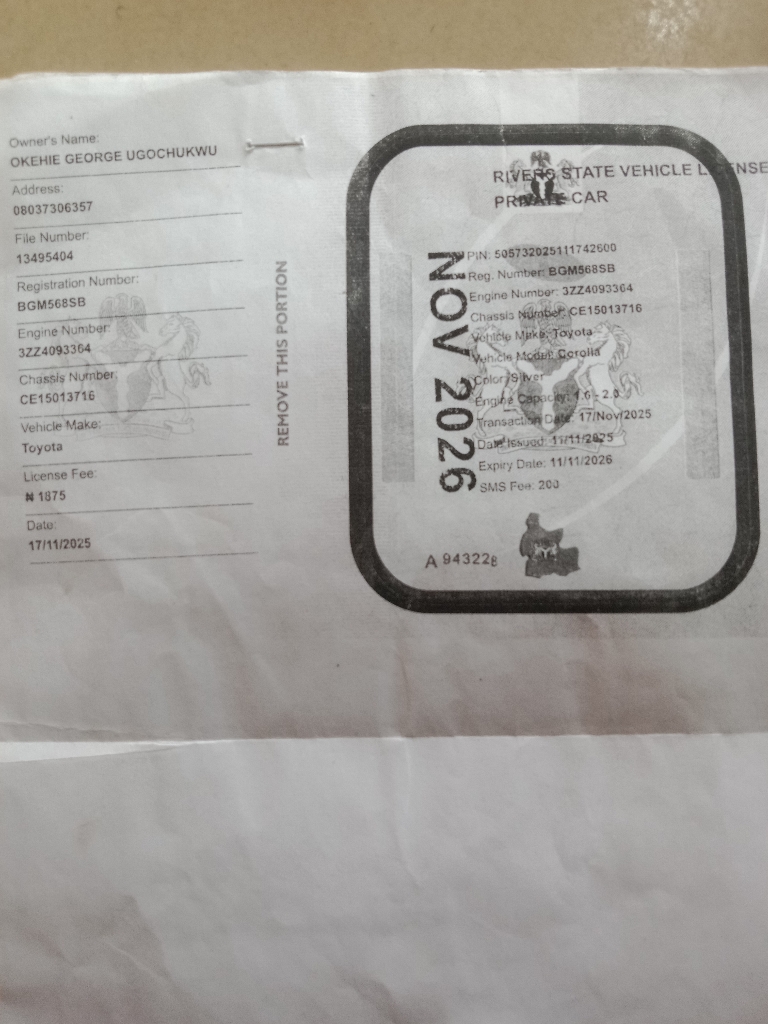 Owner's Name:
OKEHIE GEORGE UGOCHUKWU
Address:
08037306357
File Number:
13495404
Registration Number:
BGM568SB
Engine Number:
3ZZ4093364
Chassis Number:
CE15013716
Vehicle Make:
Toyota
License Fee:
₦ 1875
Date:
17/11/2025
REMOVE THIS PORTION
RIVERS STATE VEHICLE LICENSE
PRIVATE CAR
NOV 2026
PIN: 505732025111742600
Reg. Number: BGM568SB
Engine Number: 3ZZ4093364
Chassis Number: CE15013716
Vehicle Make: Toyota
Vehicle Model: Corolla
Color: Silver
Engine Capacity: 1.6 - 2.0
Transaction Date: 17/Nov/2025
Date Issued: 11/11/2025
Expiry Date: 11/11/2026
SMS Fee: 200
A 943228